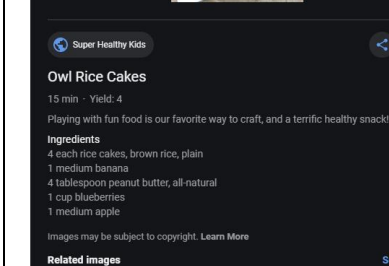 Super Healthy Kids
Owl Rice Cakes
15 min · Yield: 4
Playing with fun food is our favorite way to craft, and a terrific healthy snack!
Ingredients
4 each rice cakes, brown rice, plain
1 medium banana
4 tablespoon peanut butter, all-natural
1 cup blueberries
1 medium apple
Images may be subject to copyright. Learn More
Related images